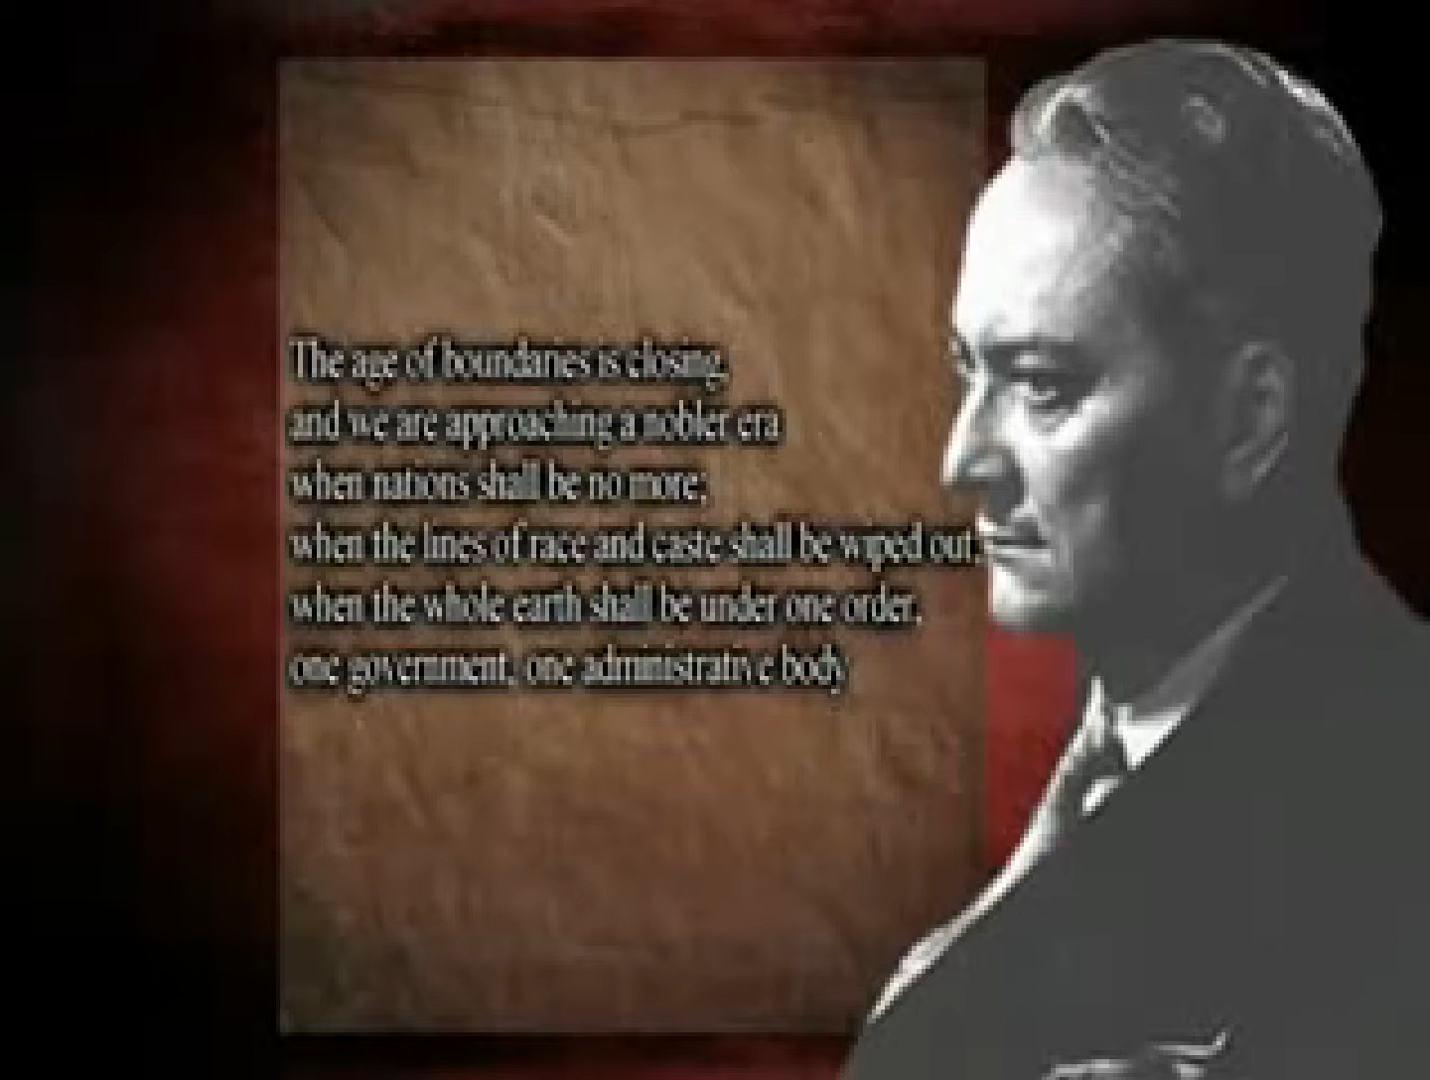 The age of boundaries is closing,
and we are approaching a nobler era
when nations shall be no more;
when the lines of race and caste shall be wiped out;
when the whole earth shall be under one order,
one government, one administrative body